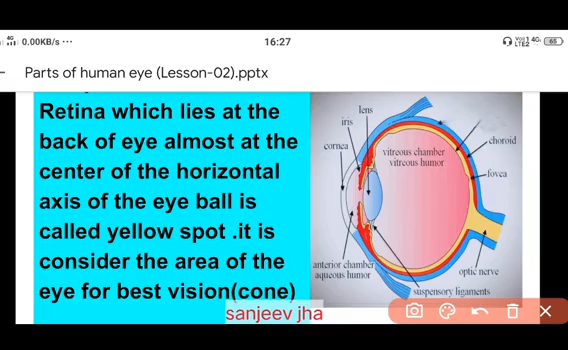 4G 0.00KB/s ...
16:27
4G 65
Parts of human eye (Lesson-02).pptx
Retina which lies at the
back of eye almost at the
center of the horizontal
axis of the eye ball is
called yellow spot .it is
consider the area of the
eye for best vision(cone)
lens
iris
cornea
choroid
vitreous chamber
vitreous humor
fovea
anterior chamber
aqueous humor
optic nerve
suspensory ligaments
sanjeev jha